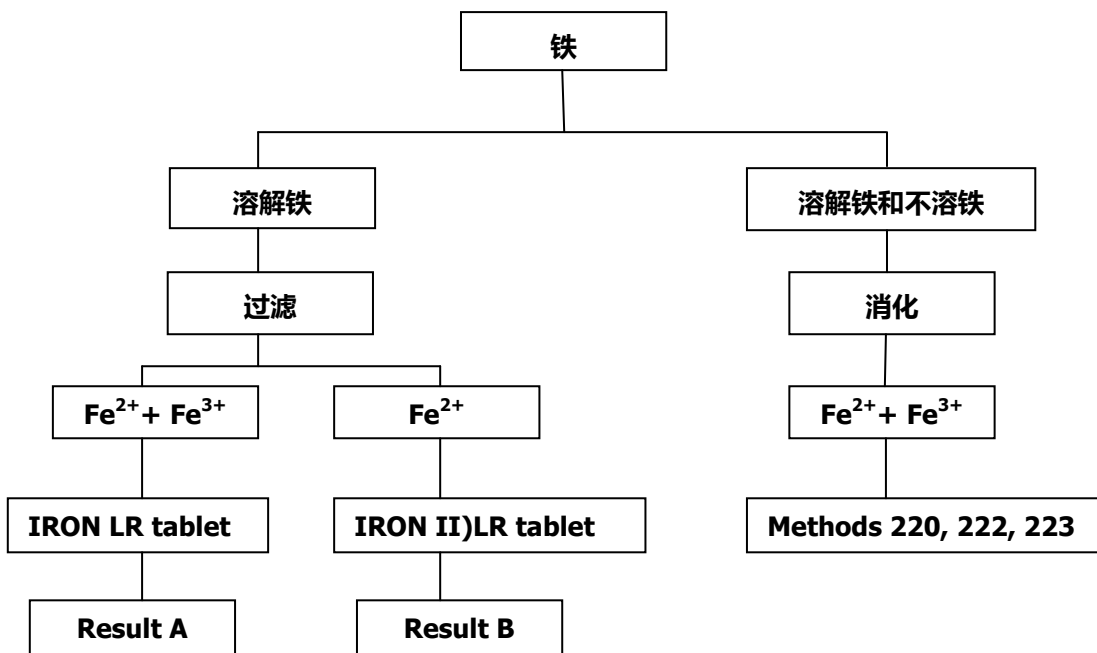 铁
溶解铁
溶解铁和不溶铁
过滤
消化
Fe²⁺+ Fe³⁺
Fe²⁺
Fe²⁺+ Fe³⁺
IRON LR tablet
IRON II)LR tablet
Methods 220, 222, 223
Result A
Result B